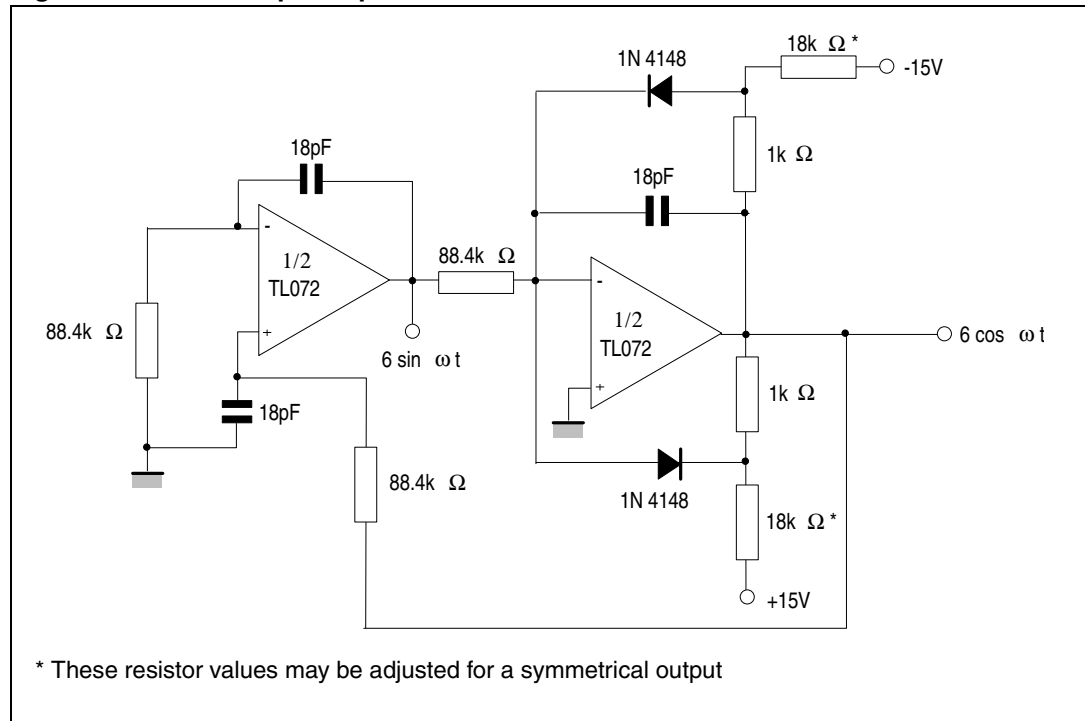 18k Ω *
1N 4148
-15V
18pF
1k Ω
18pF
88.4k Ω
-
1/2
TL072
-
1/2
TL072
88.4k Ω
+
6 sin ω t
6 cos ω t
+
1k Ω
18pF
88.4k Ω
1N 4148
18k Ω *
+15V
* These resistor values may be adjusted for a symmetrical output